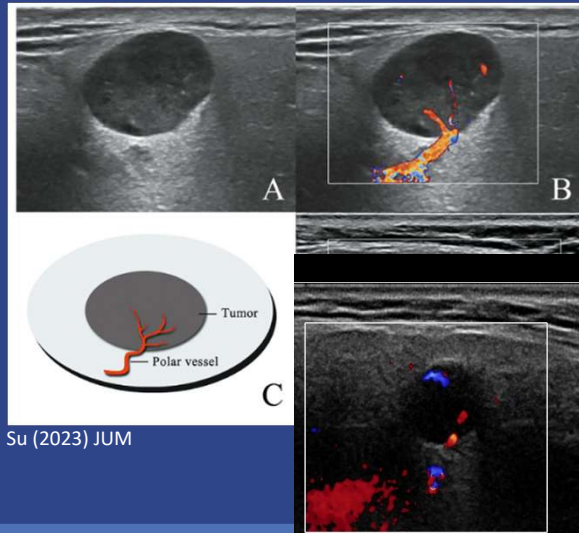 A
B
Tumor
Polar vessel
C
Su (2023) JUM